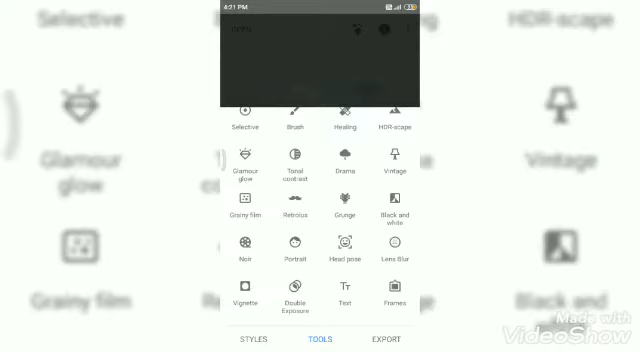 4:21 PM
OPEN
Selective Brush Healing HDR-scape
Glamour glow Tonal contrast Drama Vintage
Grainy film Retrolux Grunge Black and white
Noir Portrait Head pose Lens Blur
Vignette Double Exposure Text Frames
STYLES TOOLS EXPORT
Selective
HDR-scape
Glamour
glow
Vintage
Grainy film
Black and
Made with
VideoShow